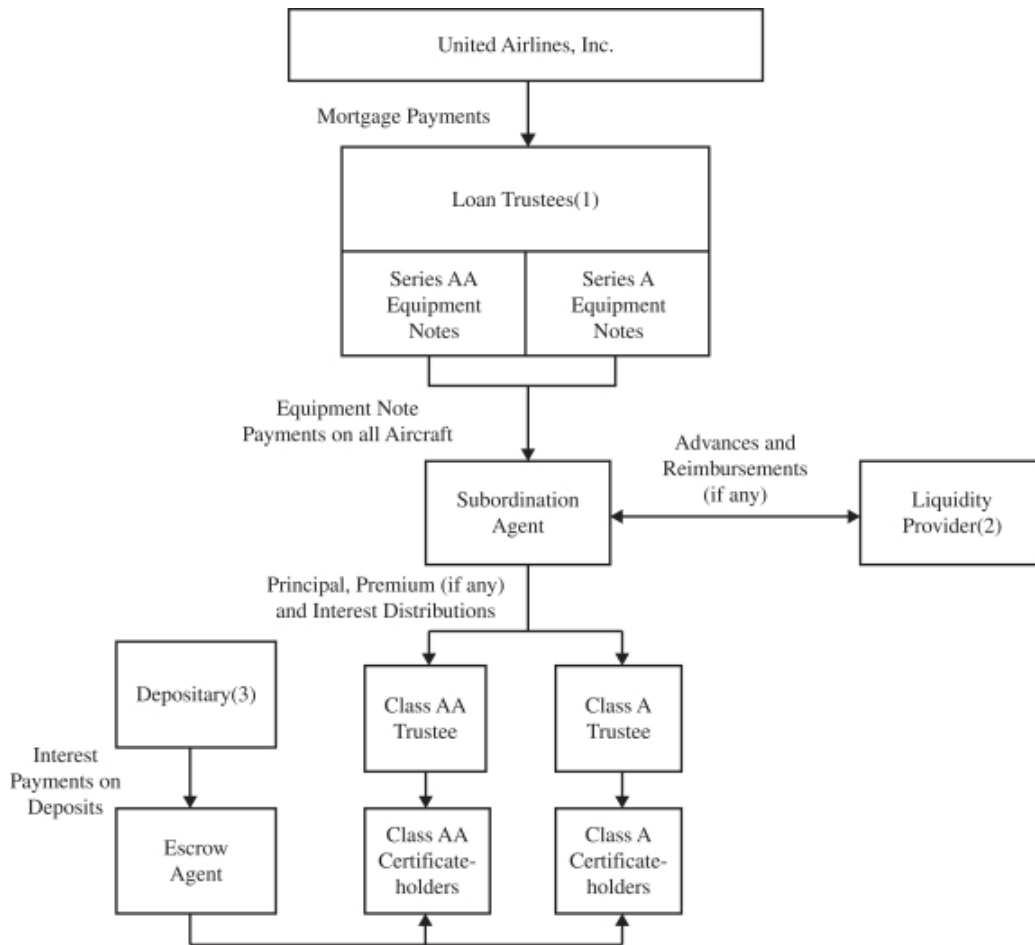 United Airlines, Inc.
Mortgage Payments
Loan Trustees(1)
Series AA
Equipment
Notes
Series A
Equipment
Notes
Equipment Note
Payments on all Aircraft
Advances and
Reimbursements
(if any)
Subordination
Agent
Liquidity
Provider(2)
Principal, Premium (if any)
and Interest Distributions
Depositary(3)
Class AA
Trustee
Class A
Trustee
Interest
Payments on
Deposits
Escrow
Agent
Class AA
Certificate-
holders
Class A
Certificate-
holders